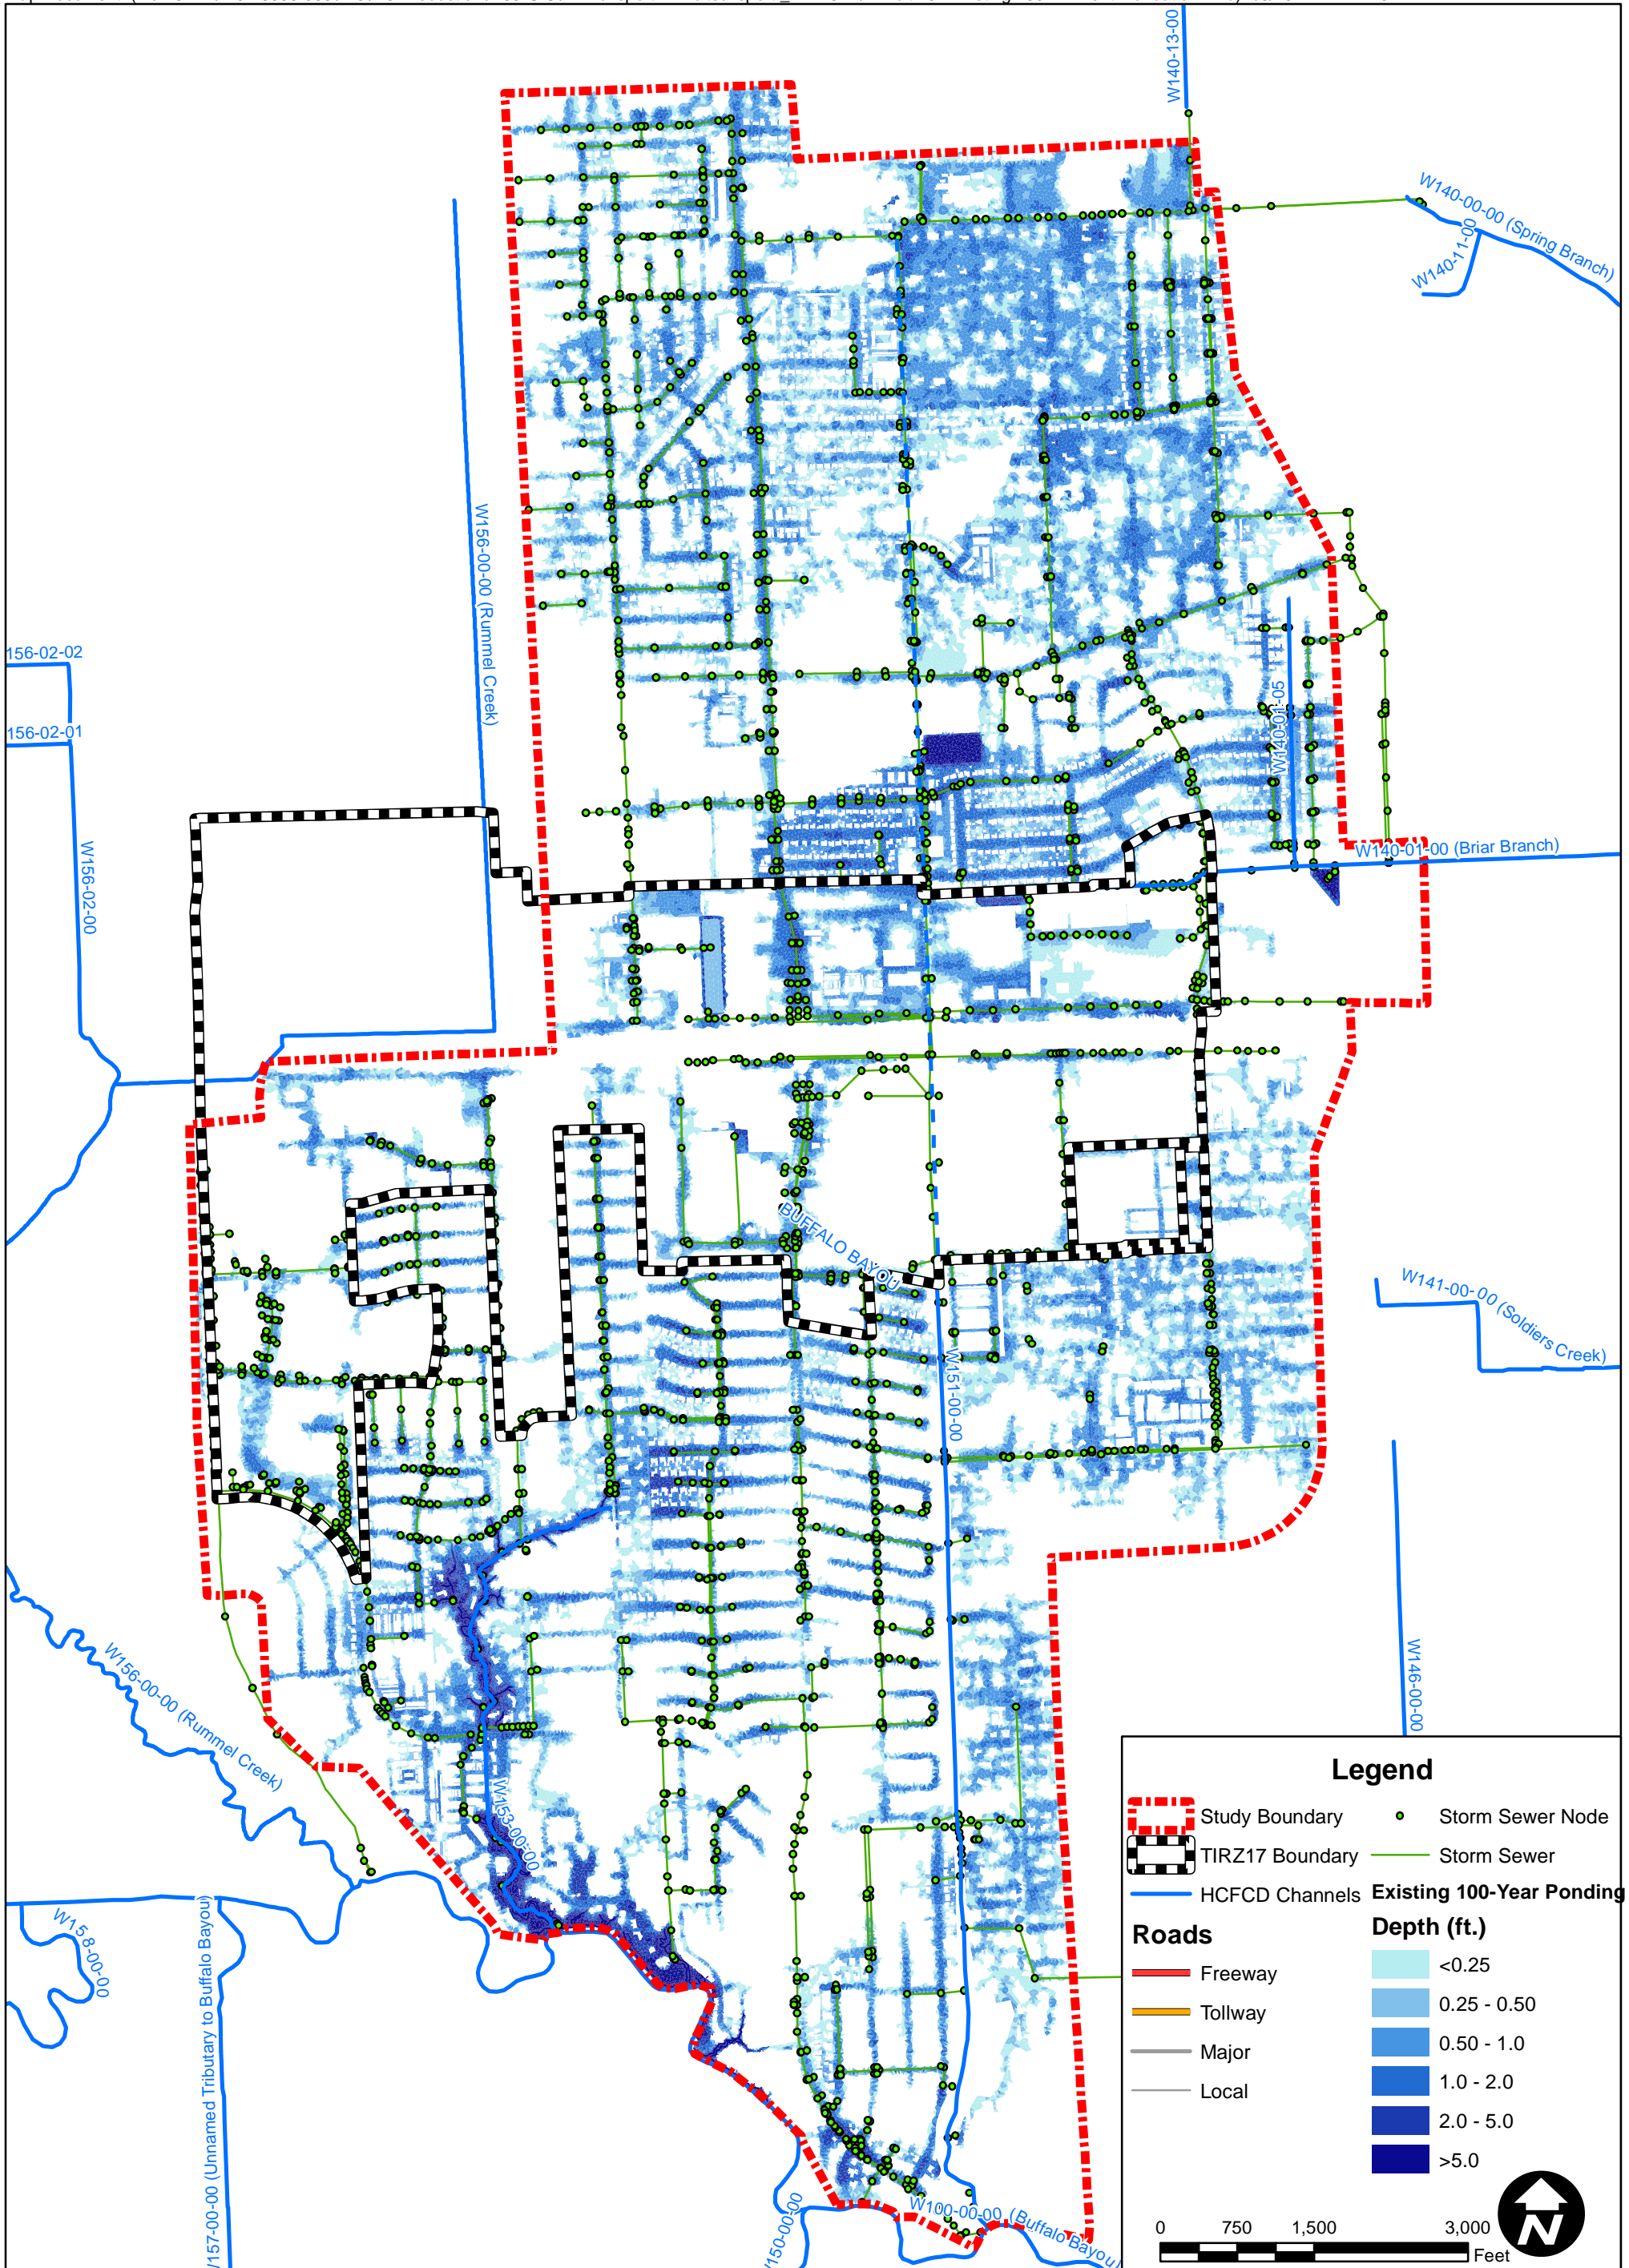 W140-13-00
W140-00-00 (Spring Branch)
W140-11-00
W156-00-00 (Rummel Creek)
156-02-02
156-02-01
W156-02-00
W140-01-05
W140-01-00 (Briar Branch)
BUFFALO BAYOU
W151-00-00
W141-00-00 (Soldiers Creek)
W146-00-00
W156-00-00 (Rummel Creek)
W153-00-00
W158-00-00
W157-00-00 (Unnamed Tributary to Buffalo Bayou)
W150-00-00
W100-00-00 (Buffalo Bayou)
Legend
Study Boundary
Storm Sewer Node
TIRZ17 Boundary
Storm Sewer
HCFCD Channels
Existing 100-Year Ponding
Depth (ft.)
Roads
Freeway
Tollway
Major
Local
<0.25
0.25 - 0.50
0.50 - 1.0
1.0 - 2.0
2.0 - 5.0
>5.0
N
0 750 1,500 3,000
Feet